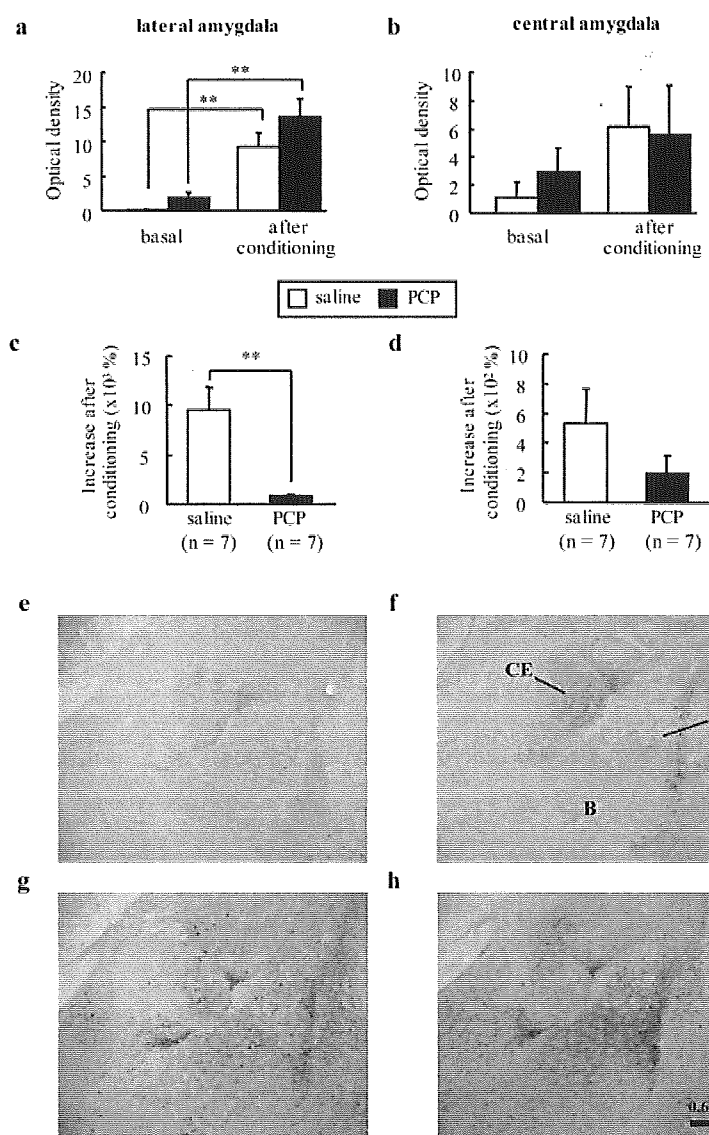 a lateral amygdala
b central amygdala
Optical density
20
15
10
5
0
**
**
basal
after
conditioning
Optical density
10
8
6
4
2
0
basal
after
conditioning
saline PCP
c
Increase after
conditioning (x10³ %)
15
10
5
0
**
saline PCP
(n = 7) (n = 7)
d
Increase after
conditioning (x10² %)
10
8
6
4
2
0
saline PCP
(n = 7) (n = 7)
e
f
CE
B
g
h
0.6